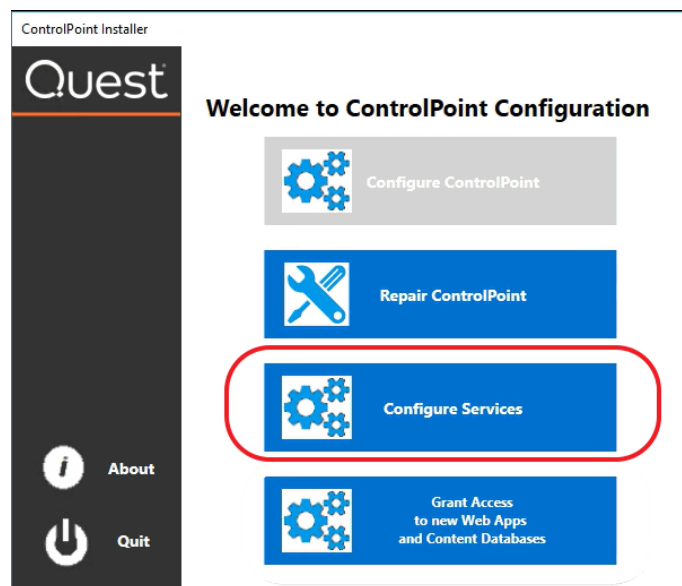 ControlPoint Installer
Quest
Welcome to ControlPoint Configuration
Configure ControlPoint
Repair ControlPoint
Configure Services
About
Grant Access
to new Web Apps
and Content Databases
Quit